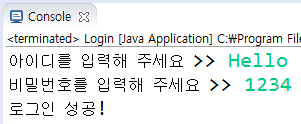 Console
<terminated> Login [Java Application] C:\Program File
아이디를 입력해 주세요 >> Hello
비밀번호를 입력해 주세요 >> 1234
로그인 성공!